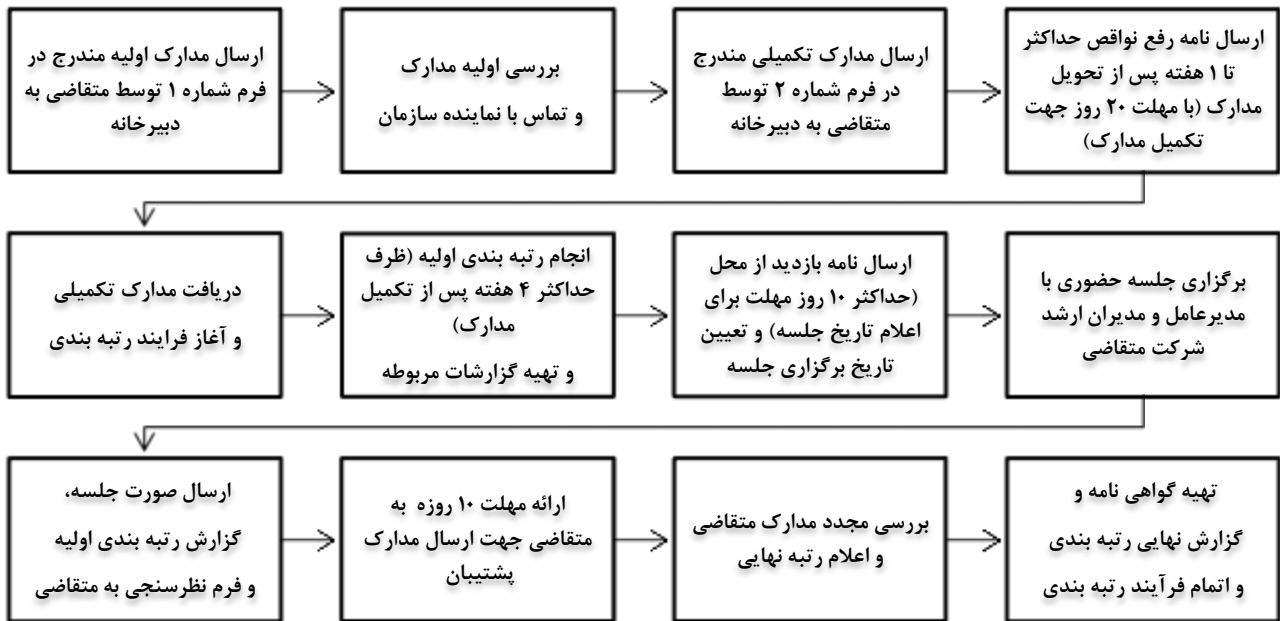 ارسال مدارک اولیه مندرج در
فرم شماره ۱ توسط متقاضی به
دبیرخانه
بررسی اولیه مدارک
و تماس با نماینده سازمان
ارسال مدارک تکمیلی مندرج
در فرم شماره ۲ توسط
متقاضی به دبیرخانه
ارسال نامه رفع نواقص حداکثر
تا ۱ هفته پس از تحویل
مدارک (با مهلت ۲۰ روز جهت
تکمیل مدارک)
دریافت مدارک تکمیلی
و آغاز فرایند رتبه بندی
انجام رتبه بندی اولیه (ظرف
حداکثر ۴ هفته پس از تکمیل
مدارک)
و تهیه گزارشات مربوطه
ارسال نامه بازدید از محل
(حداکثر ۱۰ روز مهلت برای
اعلام تاریخ جلسه) و تعیین
تاریخ برگزاری جلسه
برگزاری جلسه حضوری با
مدیرعامل و مدیران ارشد
شرکت متقاضی
ارسال صورت جلسه،
گزارش رتبه بندی اولیه
و فرم نظرسنجی به متقاضی
ارائه مهلت ۱۰ روزه به
متقاضی جهت ارسال مدارک
پشتیبان
بررسی مجدد مدارک متقاضی
و اعلام رتبه نهایی
تهیه گواهی نامه و
گزارش نهایی رتبه بندی
و اتمام فرآیند رتبه بندی